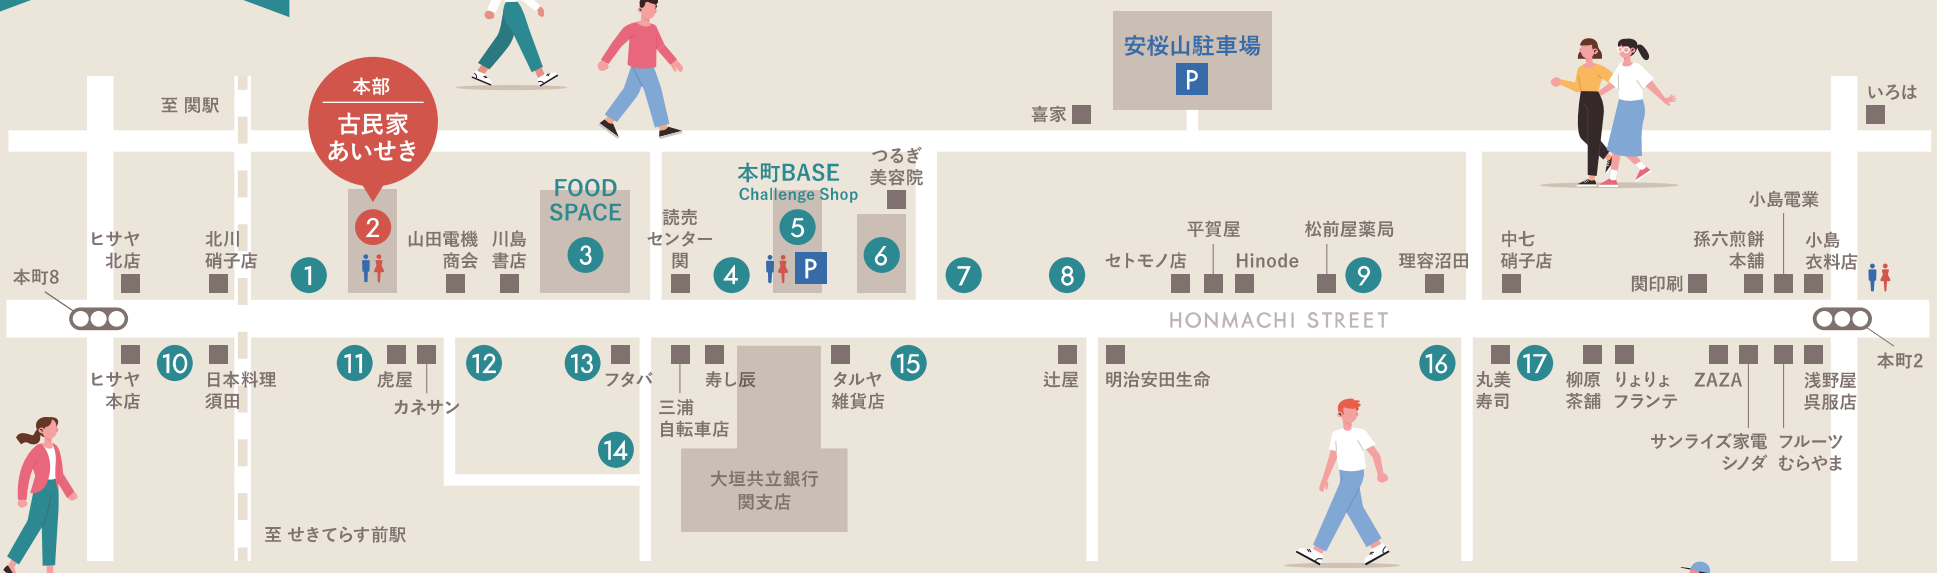 安桜山駐車場
P
至 関駅
本部
古民家
あいせき
喜家
いろは
FOOD
SPACE
本町BASE
Challenge Shop
つるぎ
美容院
ヒサヤ
北店
北川
硝子店
1
2
山田電機
商会
川島
書店
3
読売
センター
関
4
5
P
6
7
8
セトモノ店
平賀屋
Hinode
松前屋薬局
9
理容沼田
中七
硝子店
関印刷
孫六煎餅
本舗
小島電業
小島
衣料店
本町8
HONMACHI STREET
本町2
ヒサヤ
本店
10
日本料理
須田
11
虎屋
カネサン
12
13
フタバ
三浦
自転車店
寿し辰
タルヤ
雑貨店
15
辻屋
明治安田生命
16
丸美
寿司
17
柳原
茶舗
りょりょ
フランテ
ZAZA
サンライズ家電
シノダ
フルーツ
むらやま
浅野屋
呉服店
14
大垣共立銀行
関支店
至 せきてらす前駅